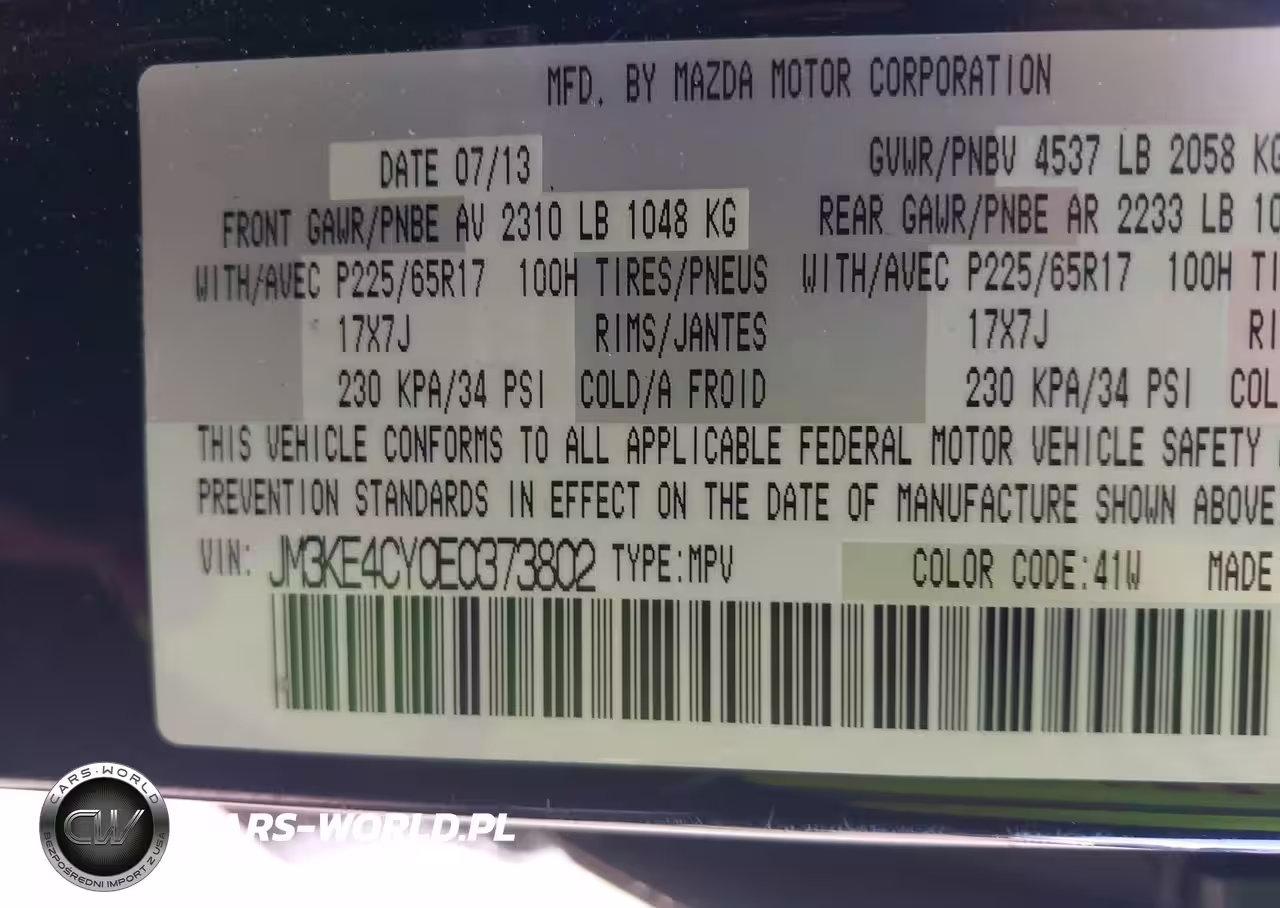 MFD. BY MAZDA MOTOR CORPORATION
DATE 07/13 GVWR/PNBV 4537 LB 2058 KG
FRONT GAWR/PNBE AV 2310 LB 1048 KG REAR GAWR/PNBE AR 2233 LB
WITH/AVEC P225/65R17 100H TIRES/PNEUS WITH/AVEC P225/65R17 100H
17X7J RIMS/JANTES 17X7J
230 KPA/34 PSI COLD/A FROID 230 KPA/34 PSI
THIS VEHICLE CONFORMS TO ALL APPLICABLE FEDERAL MOTOR VEHICLE SAFETY
PREVENTION STANDARDS IN EFFECT ON THE DATE OF MANUFACTURE SHOWN ABOVE
VIN: JM3KE4CY0E0373802 TYPE:MPV COLOR CODE:41W MADE
CARS-WORLD
CW
BEZPOŚREDNI IMPORT Z USA
CARS-WORLD.PL